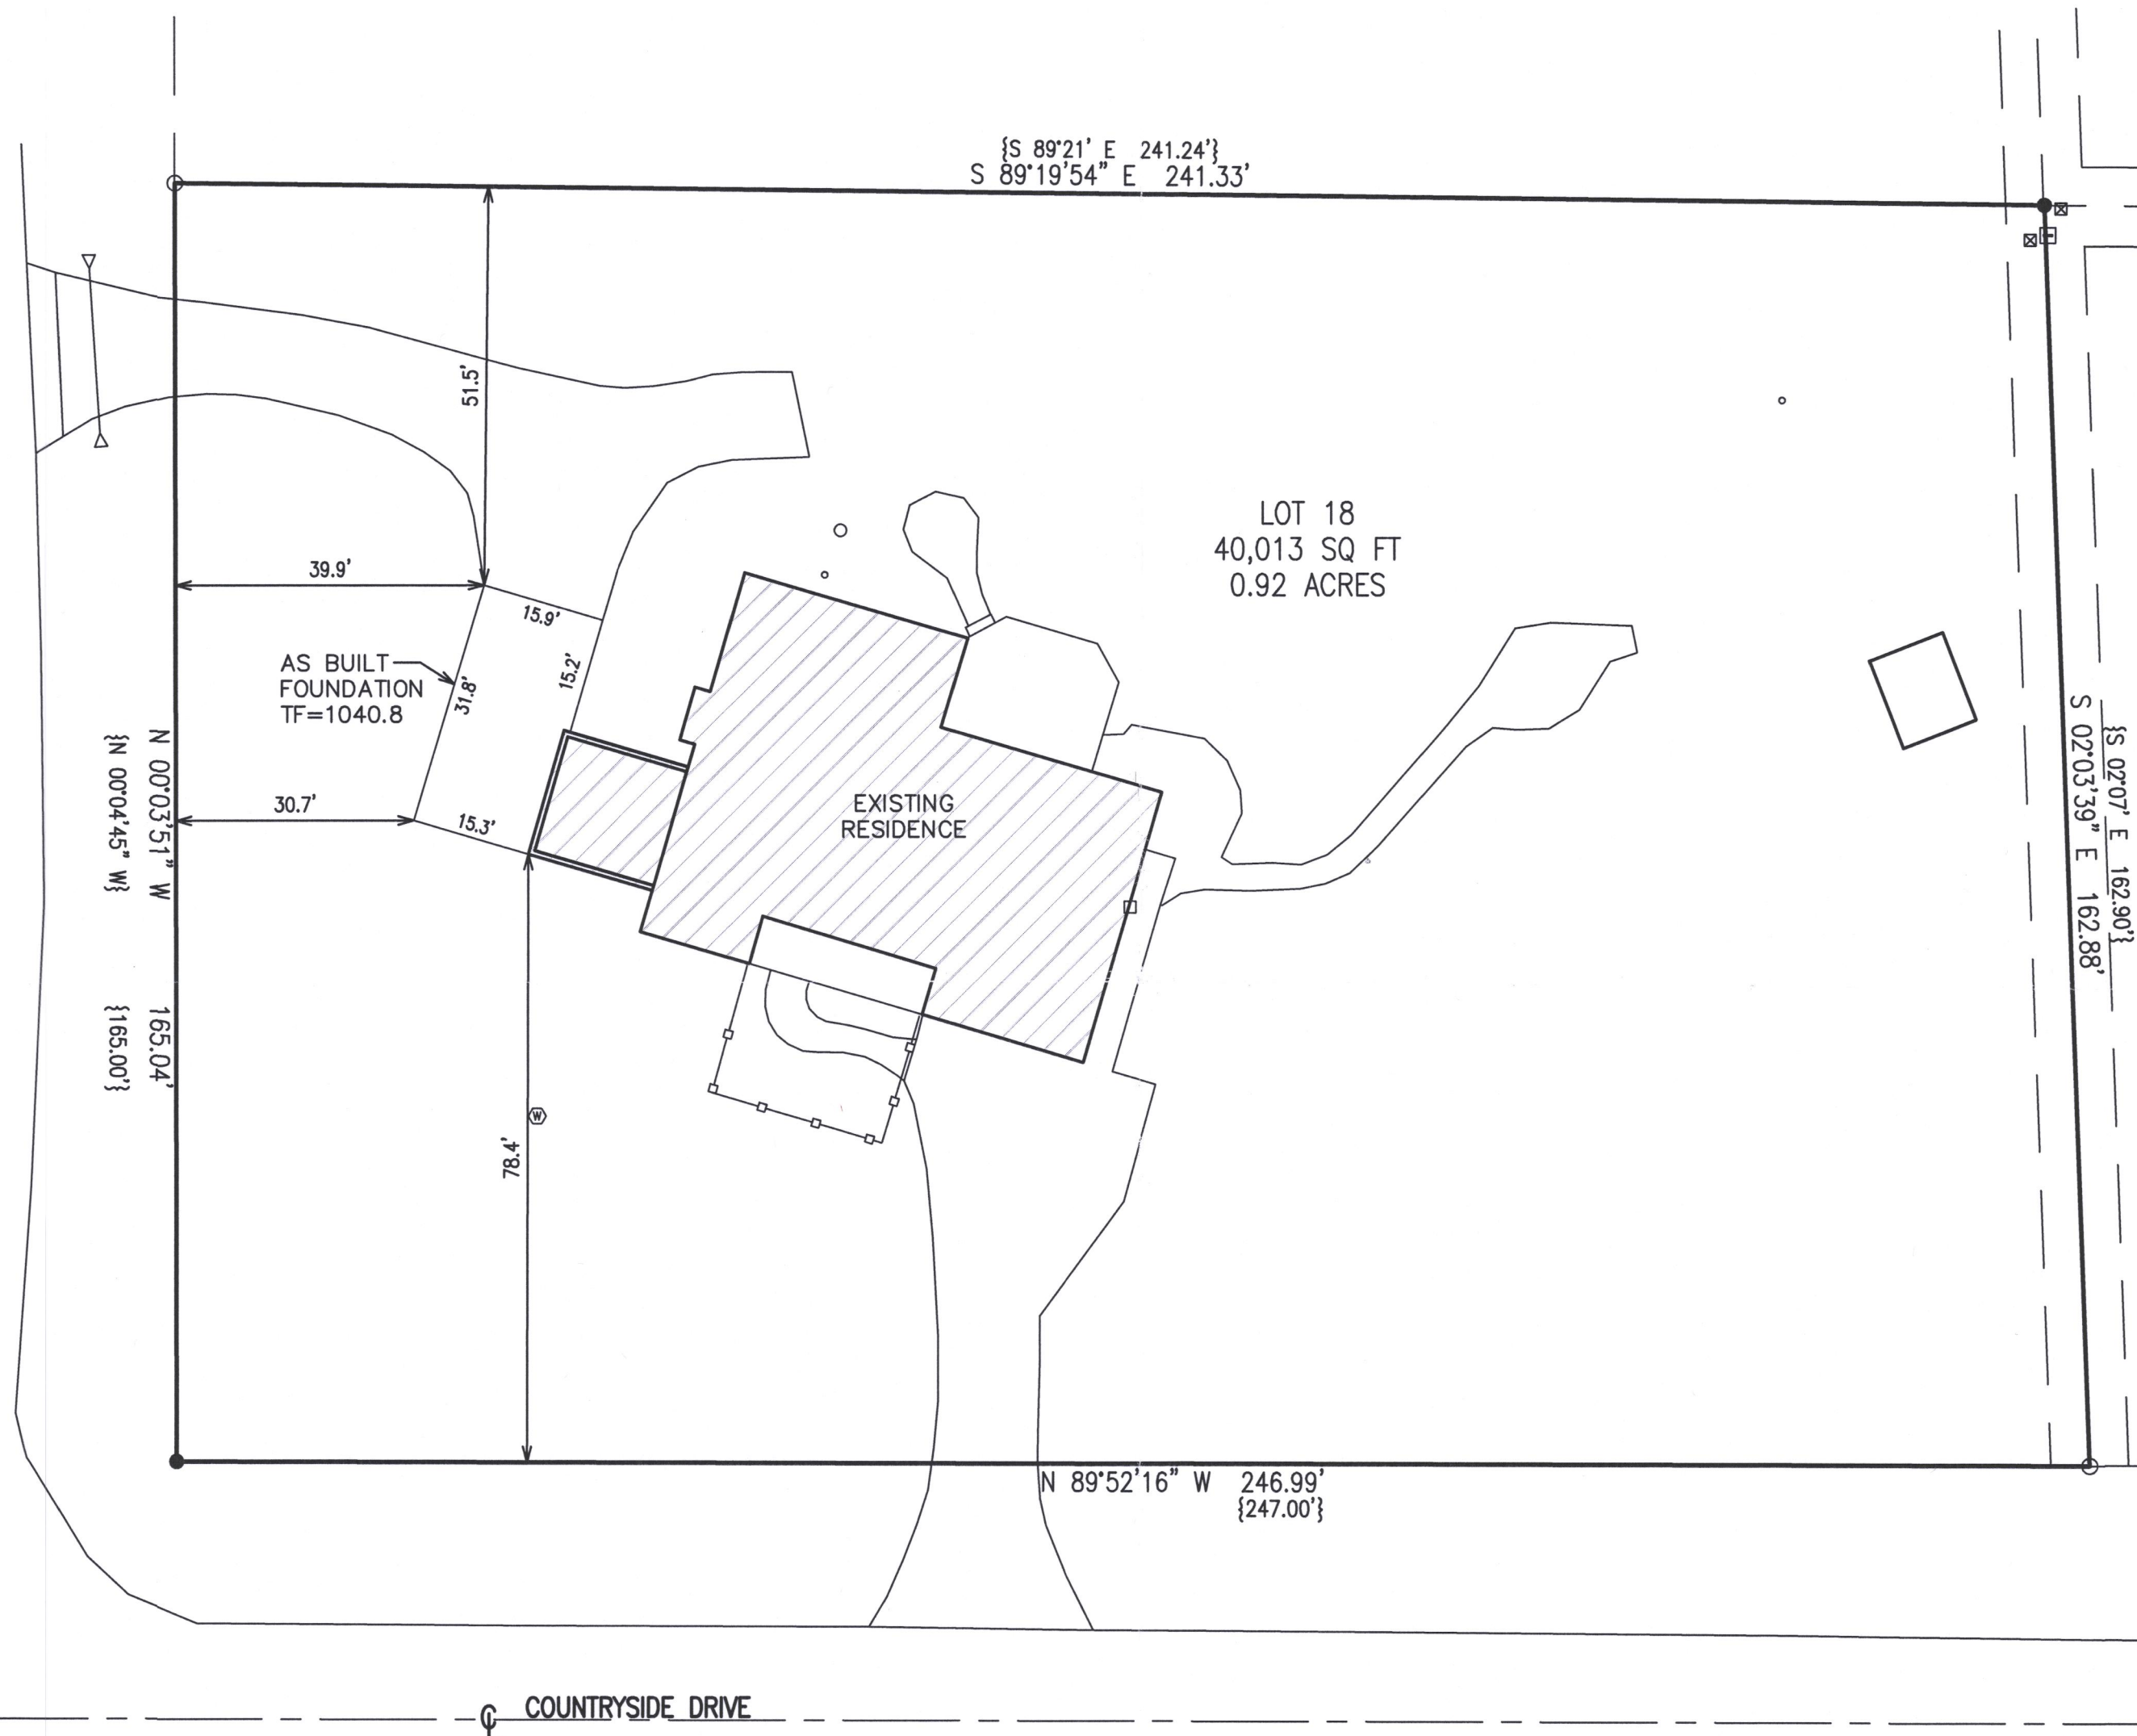 {S 89°21' E 241.24'}
S 89°19'54" E 241.33'
51.5'
LOT 18
40,013 SQ FT
0.92 ACRES
39.9'
15.9'
15.2'
AS BUILT
FOUNDATION
TF=1040.8
31.8'
30.7'
15.3'
EXISTING
RESIDENCE
N 00°03'51" W 165.04'
{N 00°04'45" W} {165.00'}
{S 02°07' E 162.90'}
S 02°03'39" E 162.88'
W
78.4'
N 89°52'16" W 246.99'
{247.00'}
COUNTRYSIDE DRIVE